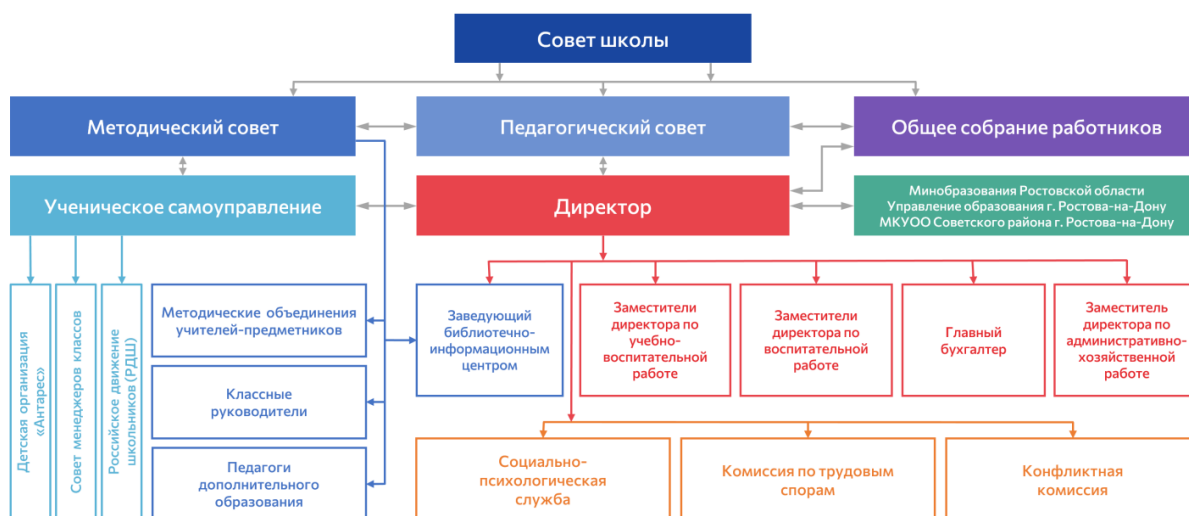 Совет школы
Методический совет
Педагогический совет
Общее собрание работников
Ученическое самоуправление
Директор
Минобразования Ростовской области
Управление образования г. Ростова-на-Дону
МКУОО Советского района г. Ростова-на-Дону
Детская организация
«Антарес»
Совет менеджеров классов
Российское движение
школьников (РДШ)
Методические объединения
учителей-предметников
Классные
руководители
Педагоги
дополнительного
образования
Заведующий
библиотечно-
информационным
центром
Заместители
директора по
учебно-
воспитательной
работе
Заместители
директора по
воспитательной
работе
Главный
бухгалтер
Заместитель
директора по
административно-
хозяйственной
работе
Социально-
психологическая
служба
Комиссия по трудовым
спорам
Конфликтная
комиссия